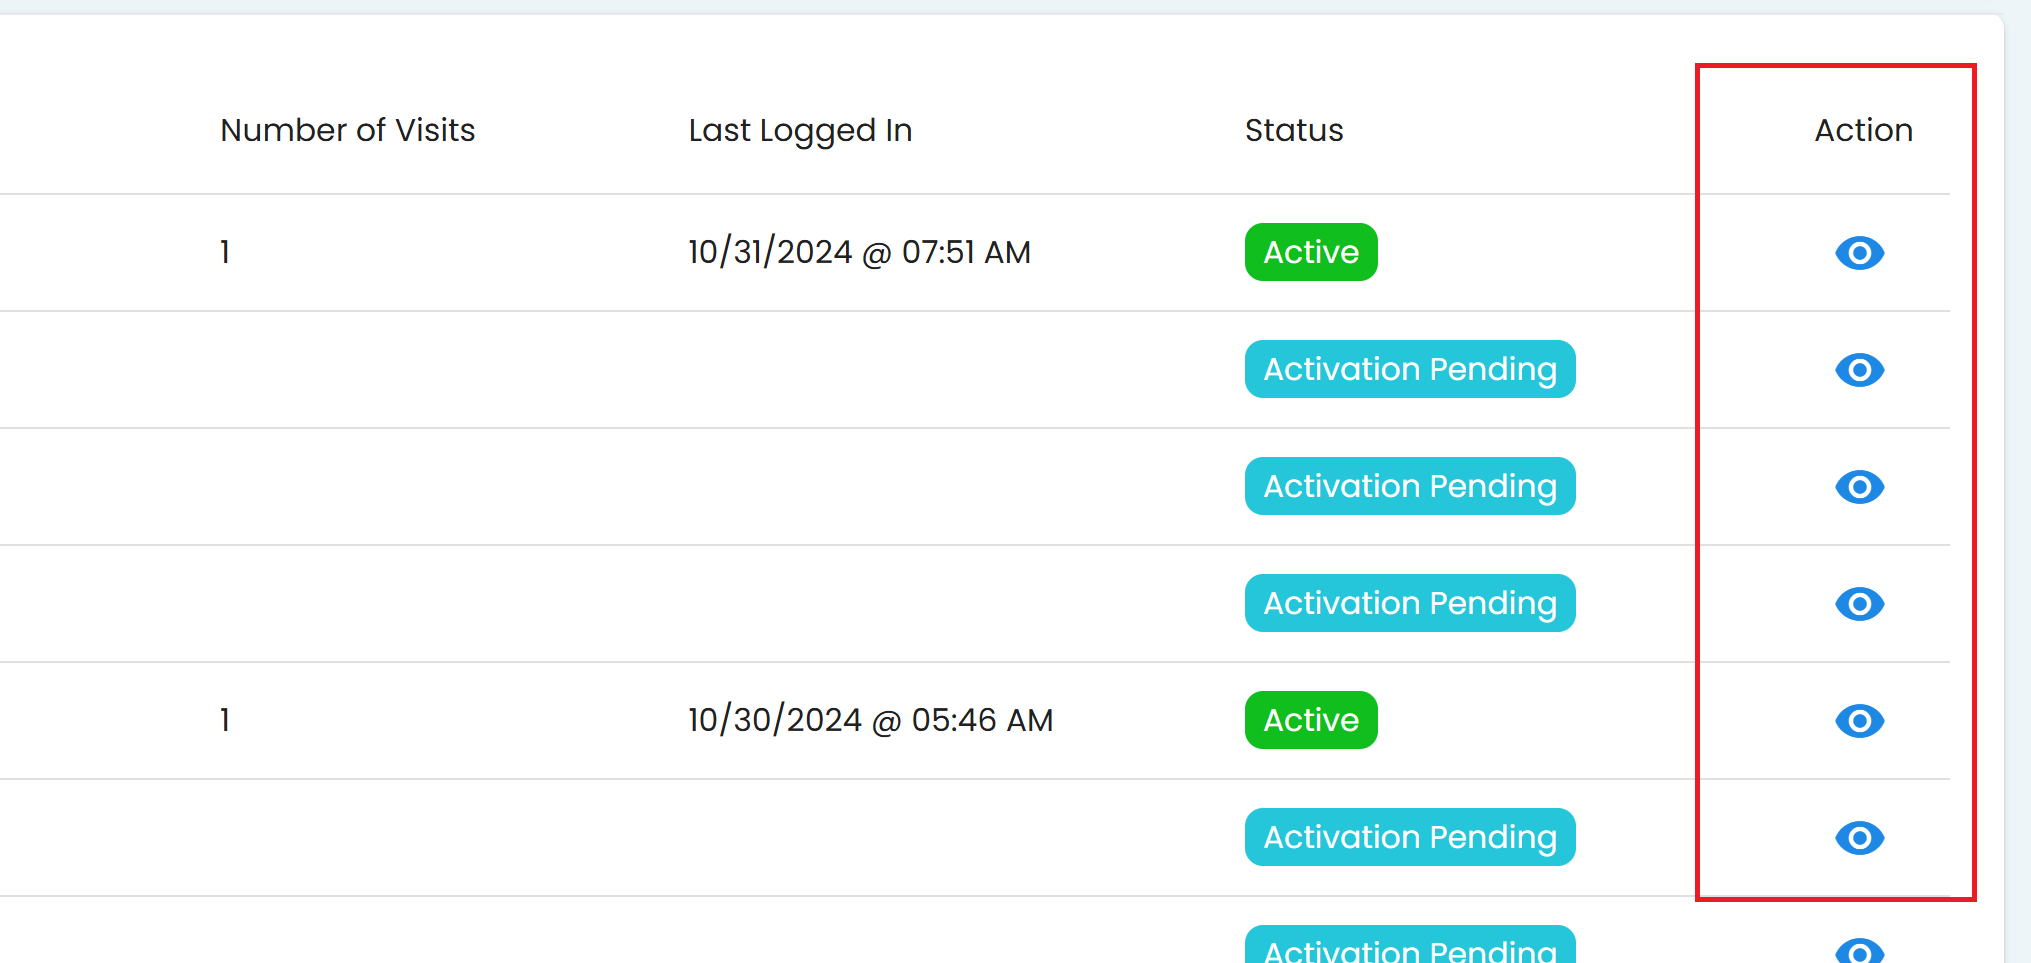 Number of Visits Last Logged In Status Action
1 10/31/2024 @ 07:51 AM Active
Activation Pending
Activation Pending
Activation Pending
1 10/30/2024 @ 05:46 AM Active
Activation Pending
Activation Pending